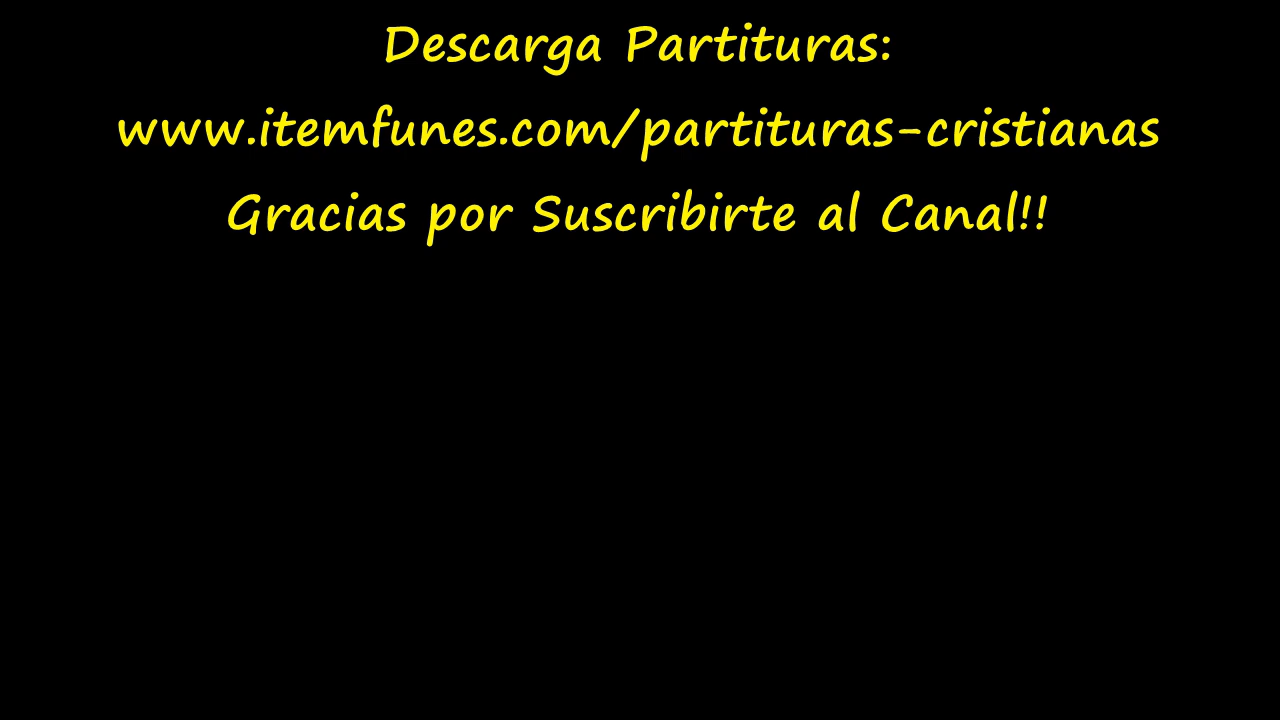 Descarga Partituras:
www.itemfunes.com/partituras-cristianas
Gracias por Suscribirte al Canal!!